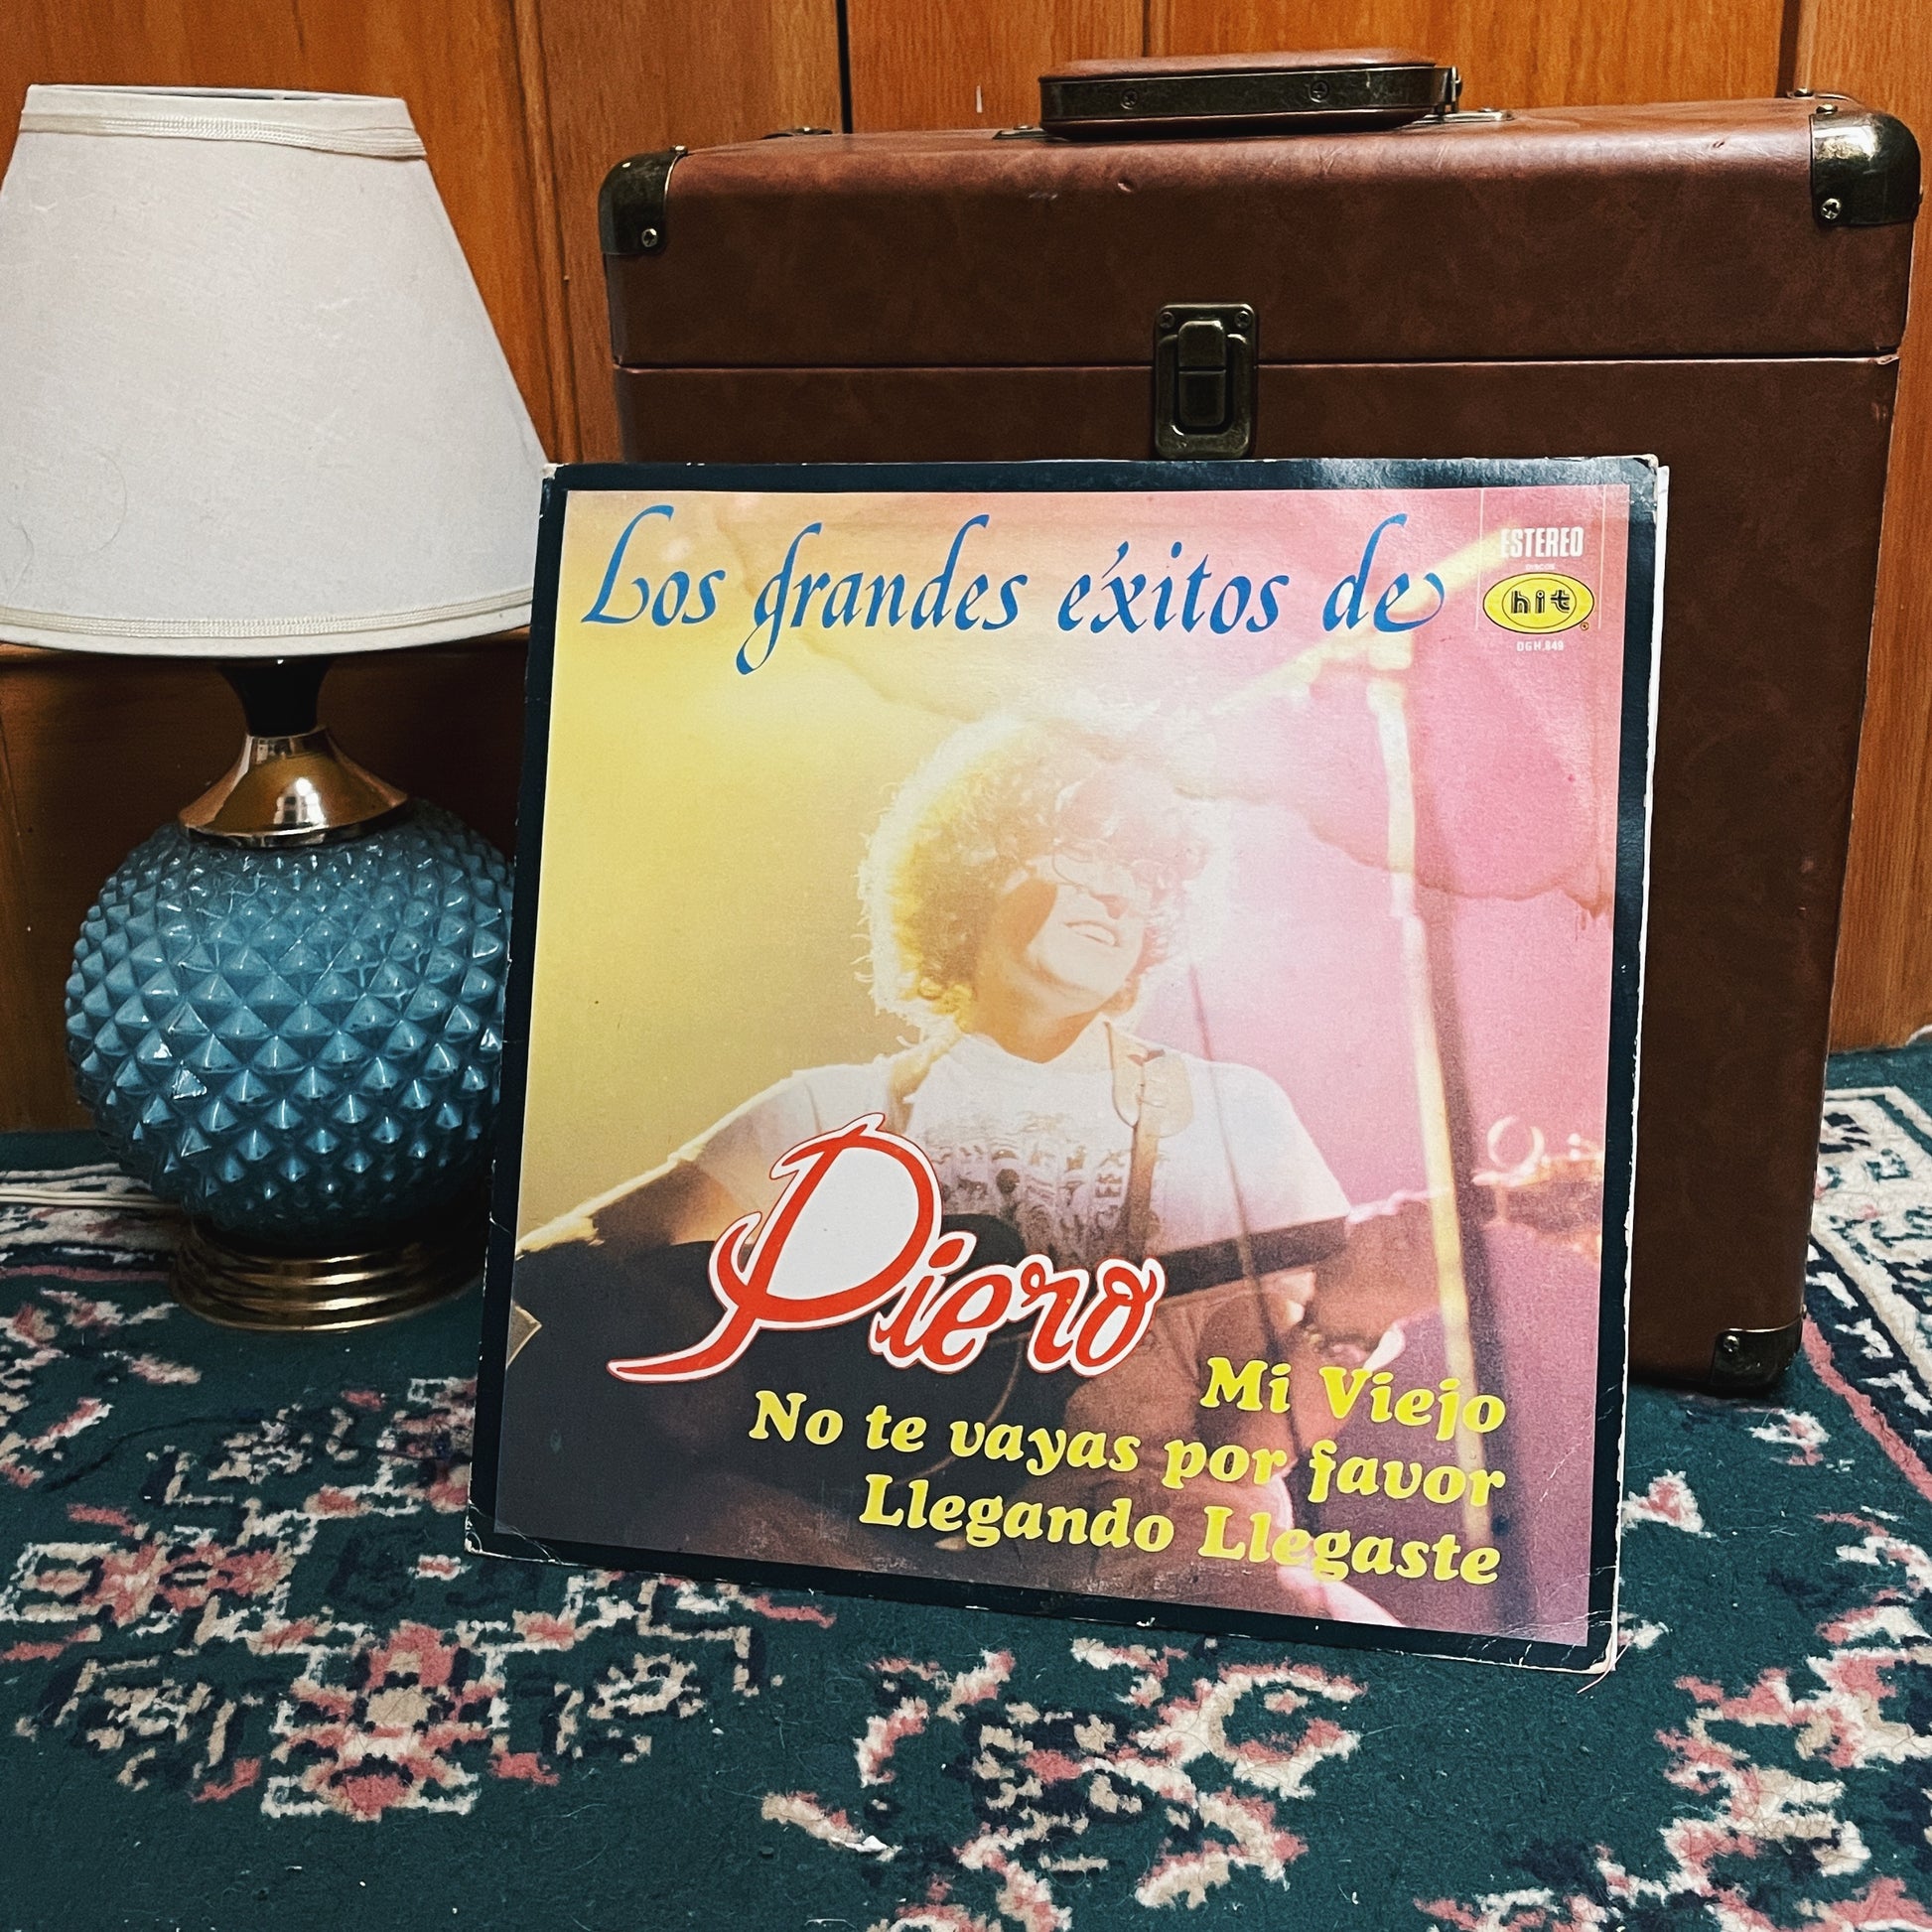 Los grandes éxitos de
ESTEREO
DISCOS
hit
DGH.849
Piero
Mi Viejo
No te vayas por favor
Llegando Llegaste